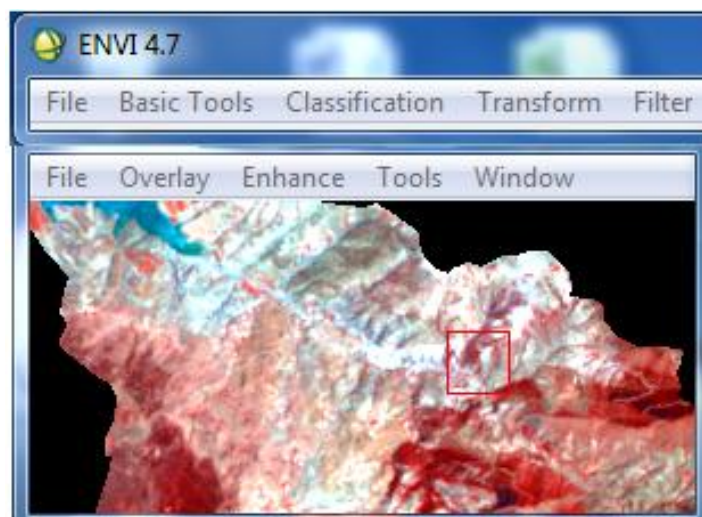 ENVI 4.7
File Basic Tools Classification Transform Filter
File Overlay Enhance Tools Window